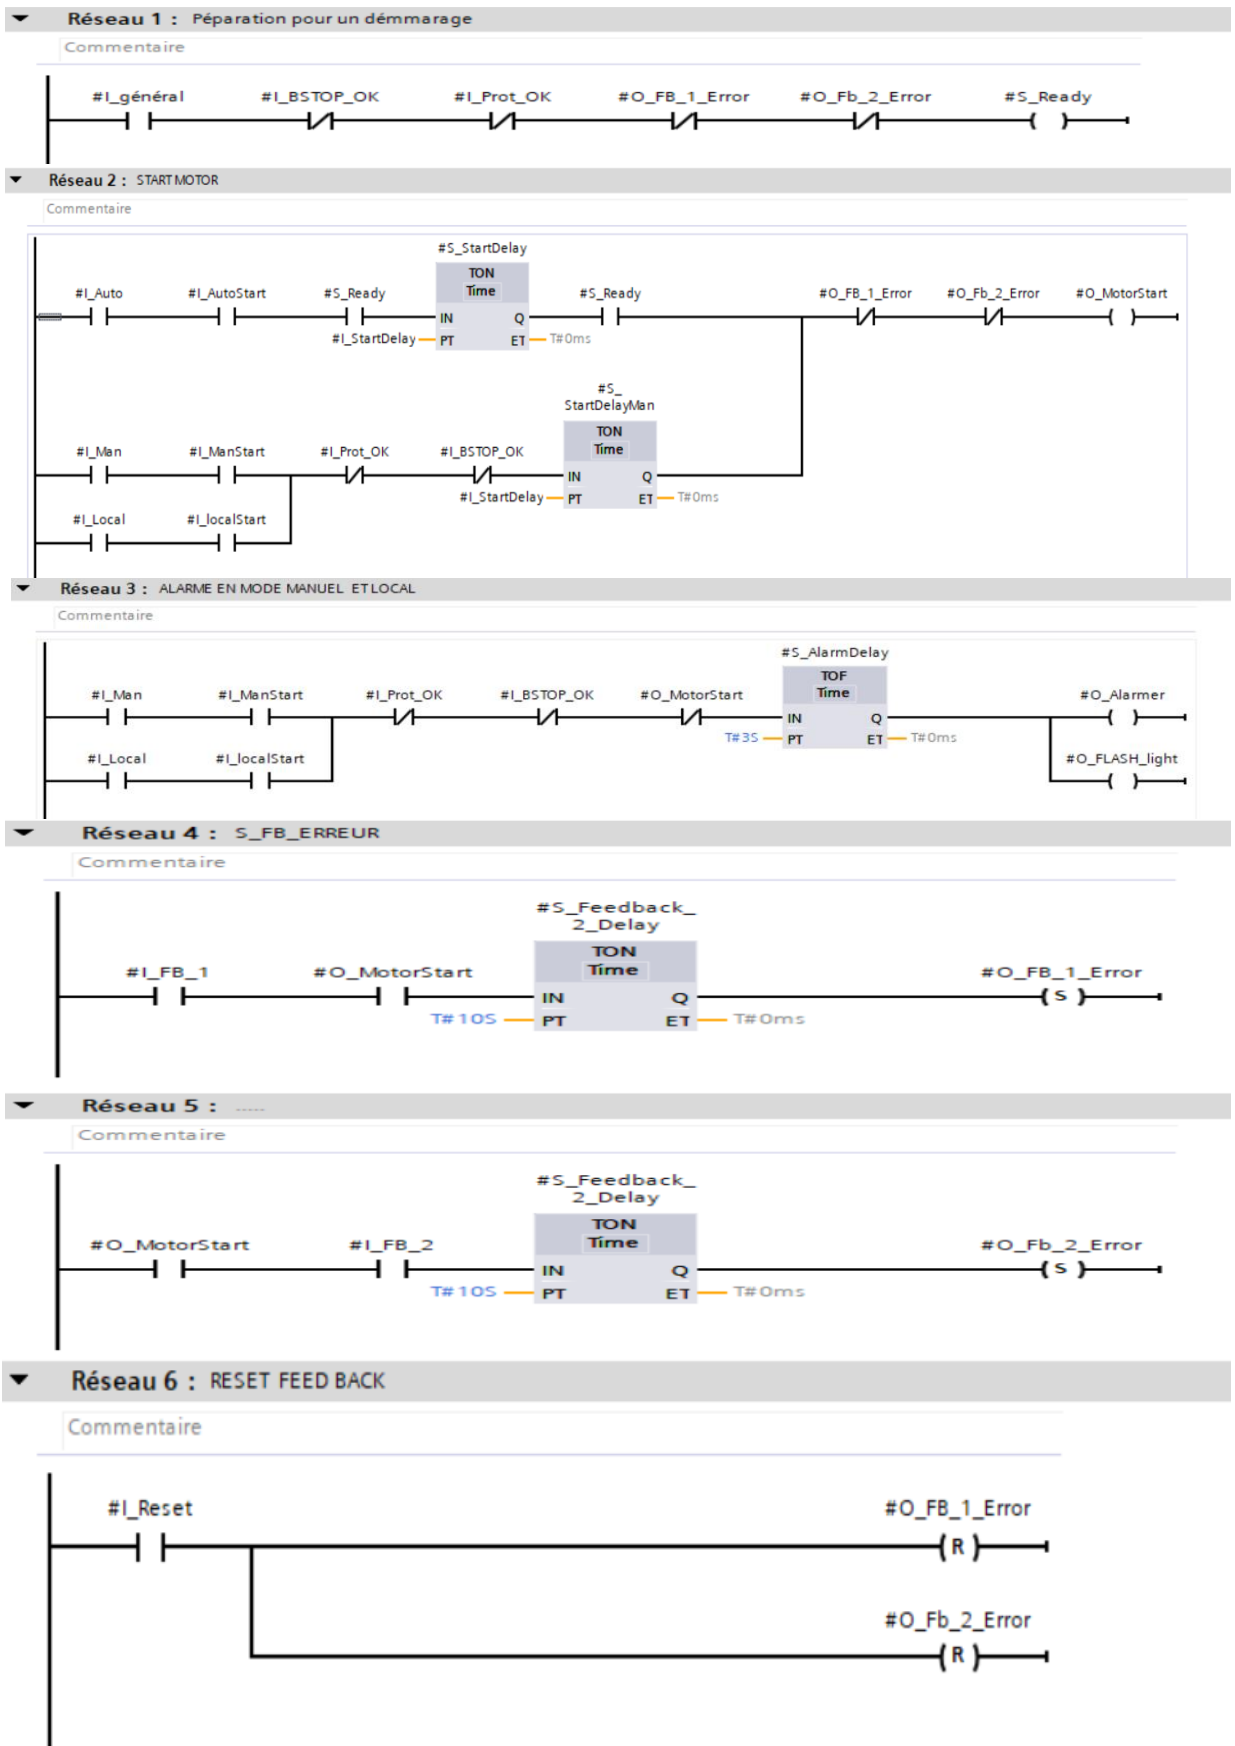 Réseau 1 : Péparation pour un démmarage
Commentaire
#I_général #I_BSTOP_OK #I_Prot_OK #O_FB_1_Error #O_Fb_2_Error #S_Ready
Réseau 2 : START MOTOR
Commentaire
#S_StartDelay
TON
Time
#I_Auto #I_AutoStart #S_Ready #S_Ready #O_FB_1_Error #O_Fb_2_Error #O_MotorStart
IN Q
#I_StartDelay PT ET T#0ms
#S_
StartDelayMan
TON
Time
#I_Man #I_ManStart #I_Prot_OK #I_BSTOP_OK
IN Q
#I_StartDelay PT ET T#0ms
#I_Local #I_localStart
Réseau 3 : ALARME EN MODE MANUEL ET LOCAL
Commentaire
#S_AlarmDelay
TOF
Time
#I_Man #I_ManStart #I_Prot_OK #I_BSTOP_OK #O_MotorStart #O_Alarmer
IN Q
T#3S PT ET T#0ms
#I_Local #I_localStart #O_FLASH_light
Réseau 4 : S_FB_ERREUR
Commentaire
#S_Feedback_
2_Delay
TON
Time
#I_FB_1 #O_MotorStart #O_FB_1_Error
IN Q S
T#10S PT ET T#0ms
Réseau 5 : .....
Commentaire
#S_Feedback_
2_Delay
TON
Time
#O_MotorStart #I_FB_2 #O_Fb_2_Error
IN Q S
T#10S PT ET T#0ms
Réseau 6 : RESET FEED BACK
Commentaire
#I_Reset #O_FB_1_Error
R
#O_Fb_2_Error
R